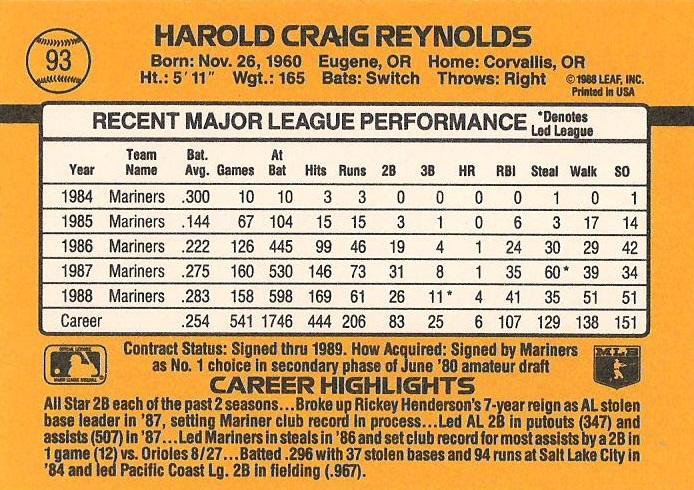 93
HAROLD CRAIG REYNOLDS
Born: Nov. 26, 1960 Eugene, OR Home: Corvallis, OR
Ht.: 5' 11" Wgt.: 165 Bats: Switch Throws: Right ©1988 LEAF, INC.
Printed in USA
RECENT MAJOR LEAGUE PERFORMANCE *Denotes Led League
Year Team Name Bat. Avg. Games At Bat Hits Runs 2B 3B HR RBI Steal Walk SO
1984 Mariners .300 10 10 3 3 0 0 0 0 1 0 1
1985 Mariners .144 67 104 15 15 3 1 0 6 3 17 14
1986 Mariners .222 126 445 99 46 19 4 1 24 30 29 42
1987 Mariners .275 160 530 146 73 31 8 1 35 60* 39 34
1988 Mariners .283 158 598 169 61 26 11* 4 41 35 51 51
Career .254 541 1746 444 206 83 25 6 107 129 138 151
Contract Status: Signed thru 1989. How Acquired: Signed by Mariners
as No. 1 choice in secondary phase of June '80 amateur draft
MLB
CAREER HIGHLIGHTS
All Star 2B each of the past 2 seasons...Broke up Rickey Henderson's 7-year reign as AL stolen
base leader in '87, setting Mariner club record in process...Led AL 2B in putouts (347) and
assists (507) in '87...Led Mariners in steals in '86 and set club record for most assists by a 2B in
1 game (12) vs. Orioles 8/27...Batted .296 with 37 stolen bases and 94 runs at Salt Lake City in
'84 and led Pacific Coast Lg. 2B in fielding (.967).